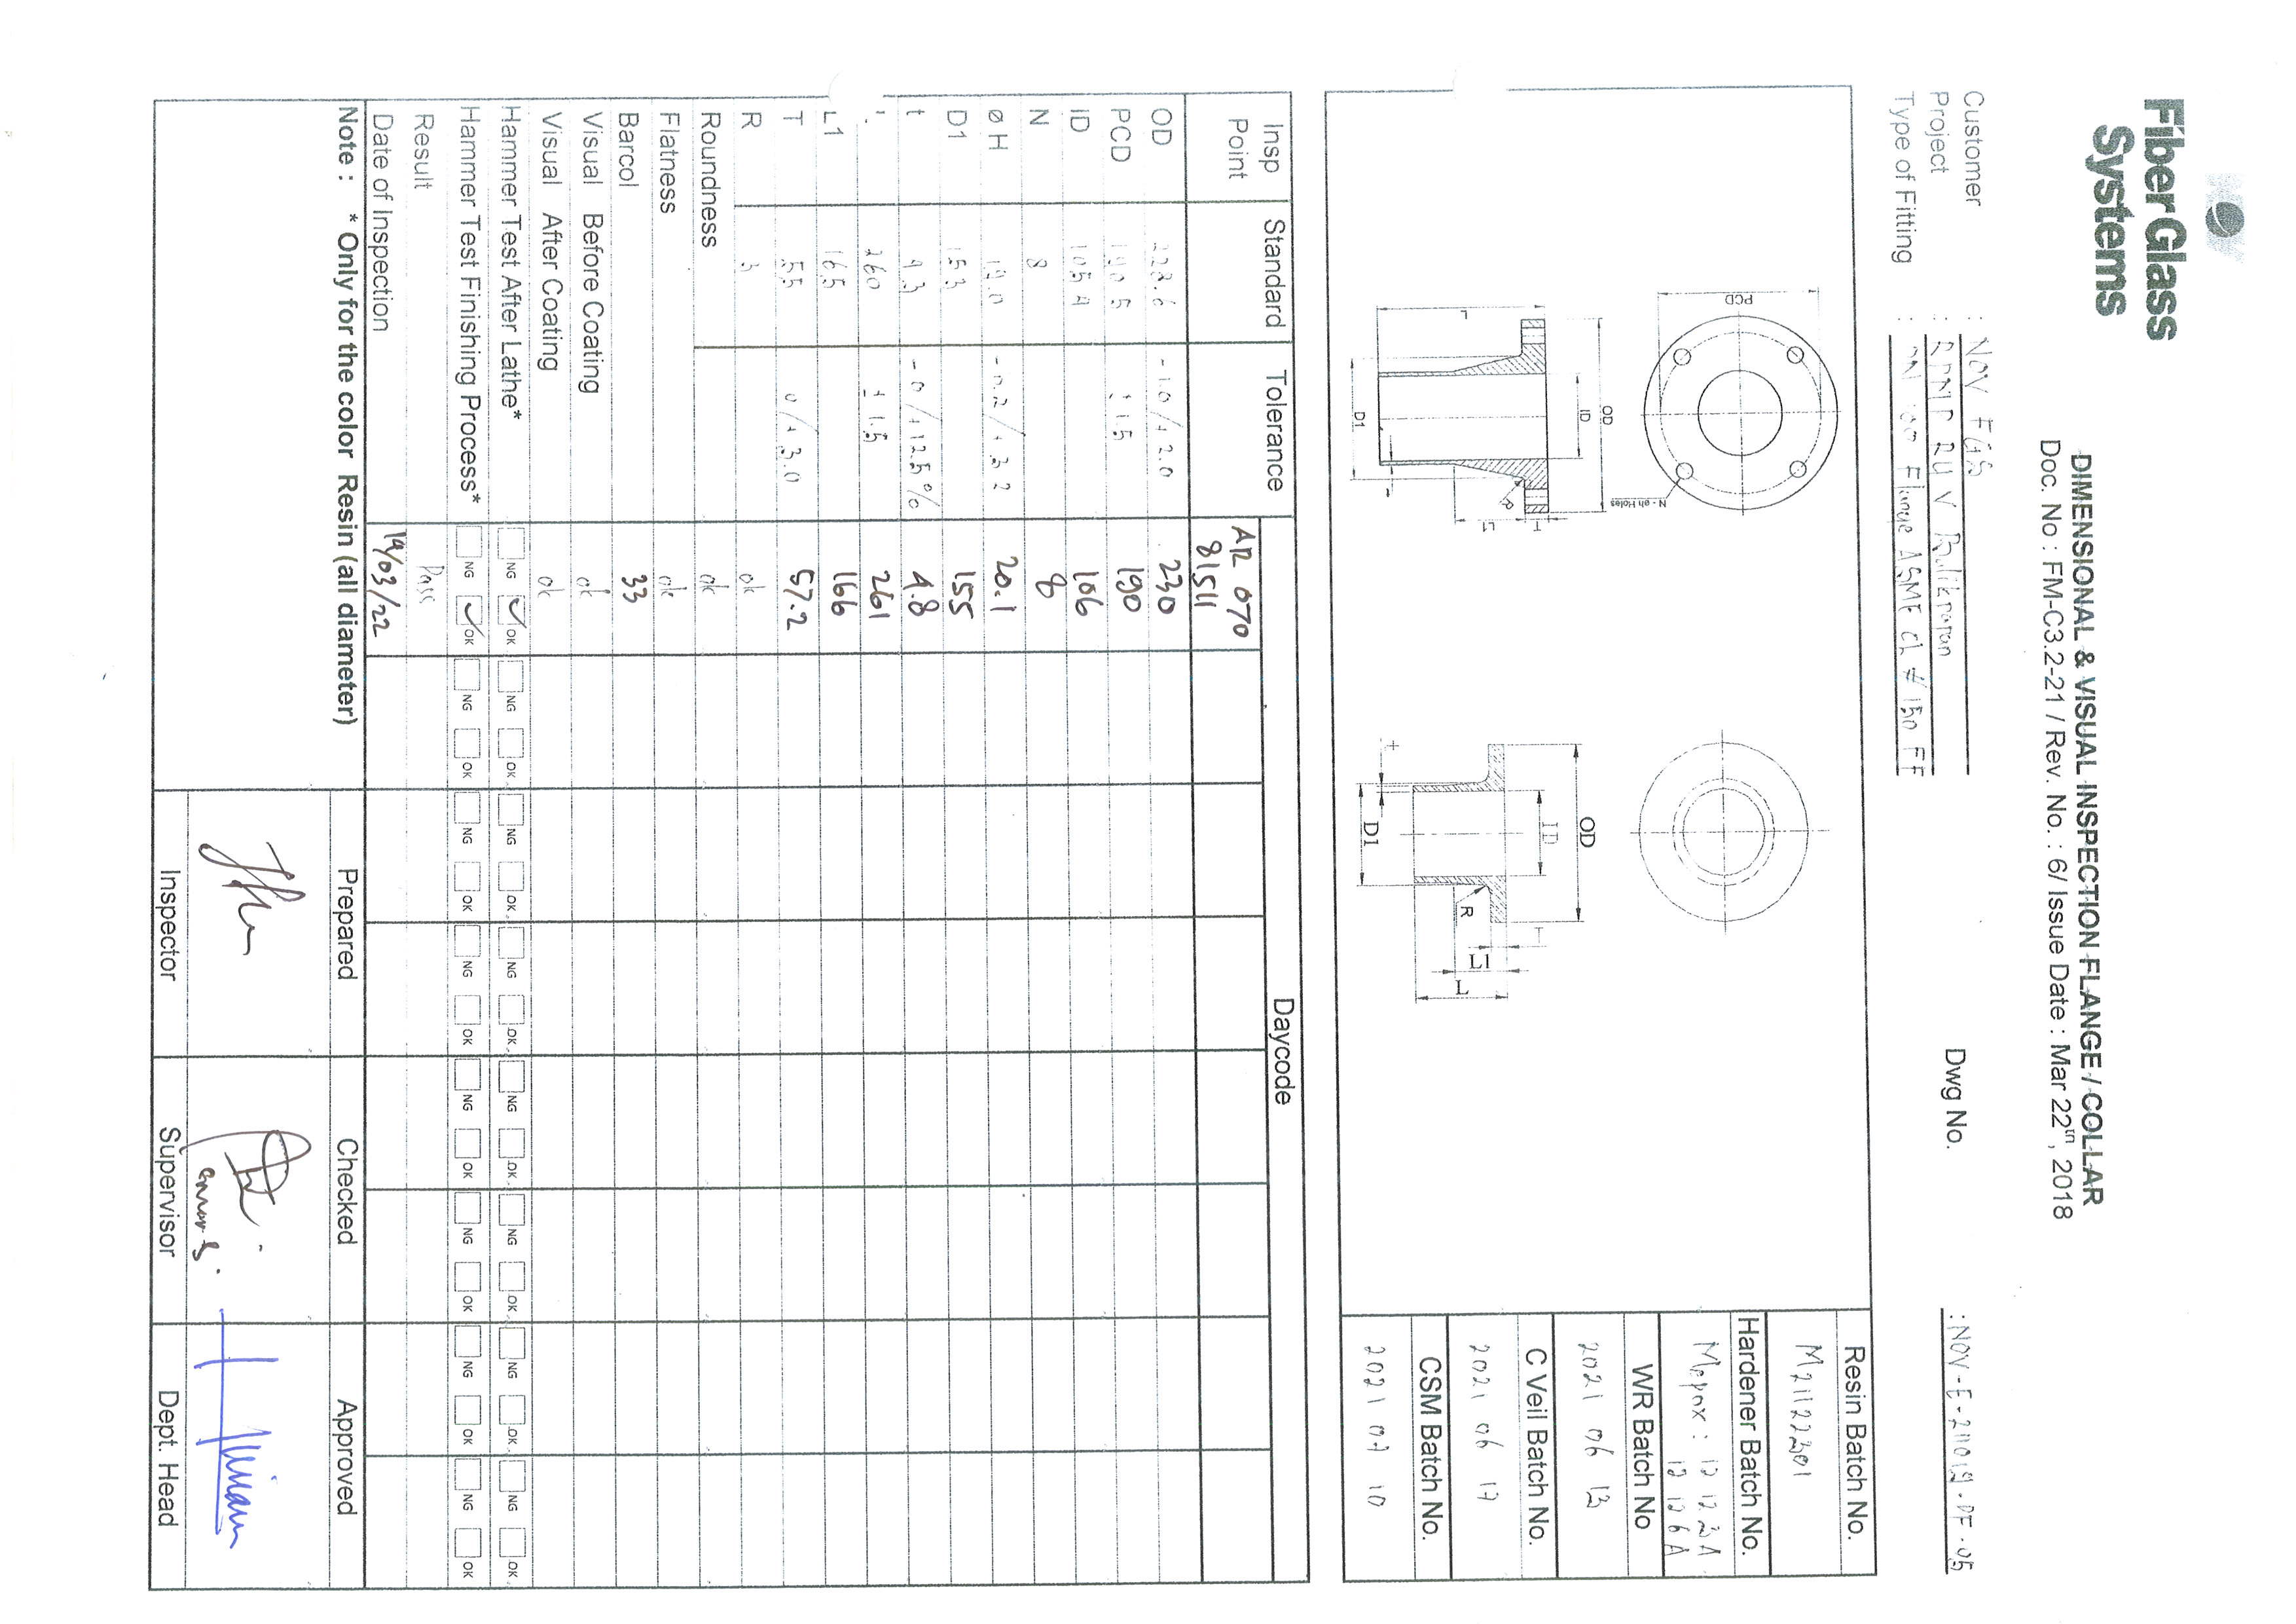 FiberGlass
Systems
DIMENSIONAL & VISUAL INSPECTION FLANGE / COLLAR
Doc. No : FM-C3.2-21 / Rev. No. : 6/ Issue Date : Mar 22th, 2018
Customer : NOV FGS
Project : RDMP RU V Balikpapan
Type of Fitting : DN 100 Flange ASME cl #150 FF
Dwg No. : NOV-E-211019-DF-05
PCD
N - øh Holes
OD
ID
L
D1
R
L1
T
OD
ID
t
D1
R
T
L1
L
Resin Batch No.
M21122301
Hardener Batch No.
Mepox : 12 12 23A
12 126A
WR Batch No
2021 06 13
C Veil Batch No.
2021 06 17
CSM Batch No.
2021 07 10
Insp Point Standard Tolerance Daycode
AR 070
81511
OD 228.6 -1.0/+2.0 230
PCD 190.5 ±1.5 190
ID 105.4 106
N 8 8
ø H 19.0 -0.2/+3.2 20.1
D1 153 155
t 4.3 -0/+12.5% 4.8
260 ±1.5 261
L1 165 166
T 55 0/+3.0 57.2
R 3 ok
Roundness ok
Flatness ok
Barcol 33
Visual Before Coating ok
Visual After Coating ok
Hammer Test After Lathe* NG ✓ OK NG OK NG OK NG OK NG OK NG OK NG OK NG OK
Hammer Test Finishing Process* NG ✓ OK NG OK NG OK NG OK NG OK NG OK NG OK NG OK
Result Pass
Date of Inspection 14/03/22
Note : * Only for the color Resin (all diameter)
Prepared Checked Approved
Inspector Supervisor Dept. Head